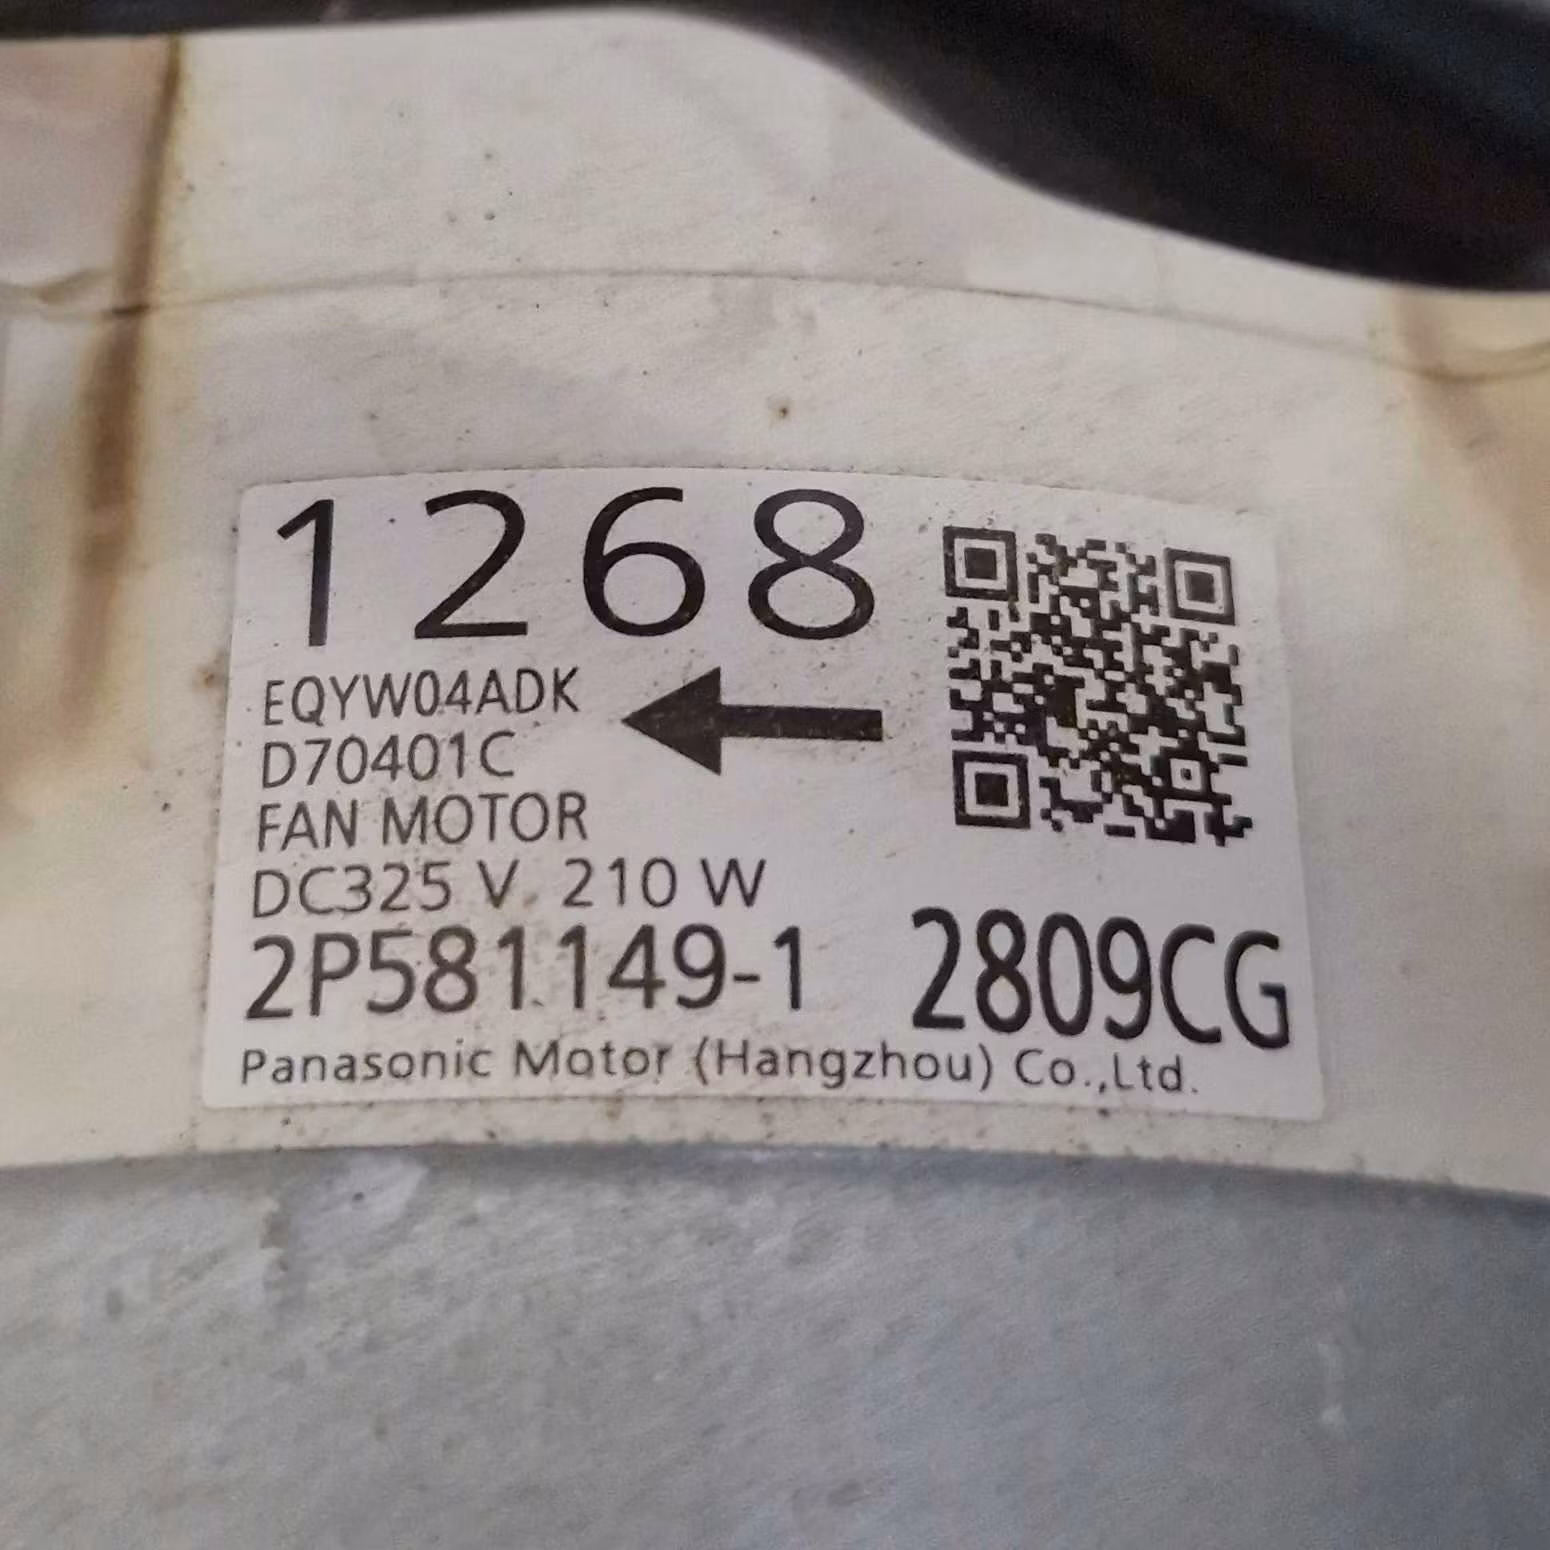 1268
EQYW04ADK
D70401C
FAN MOTOR
DC325 V 210 W
2P581149-1 2809CG
Panasonic Motor (Hangzhou) Co.,Ltd.